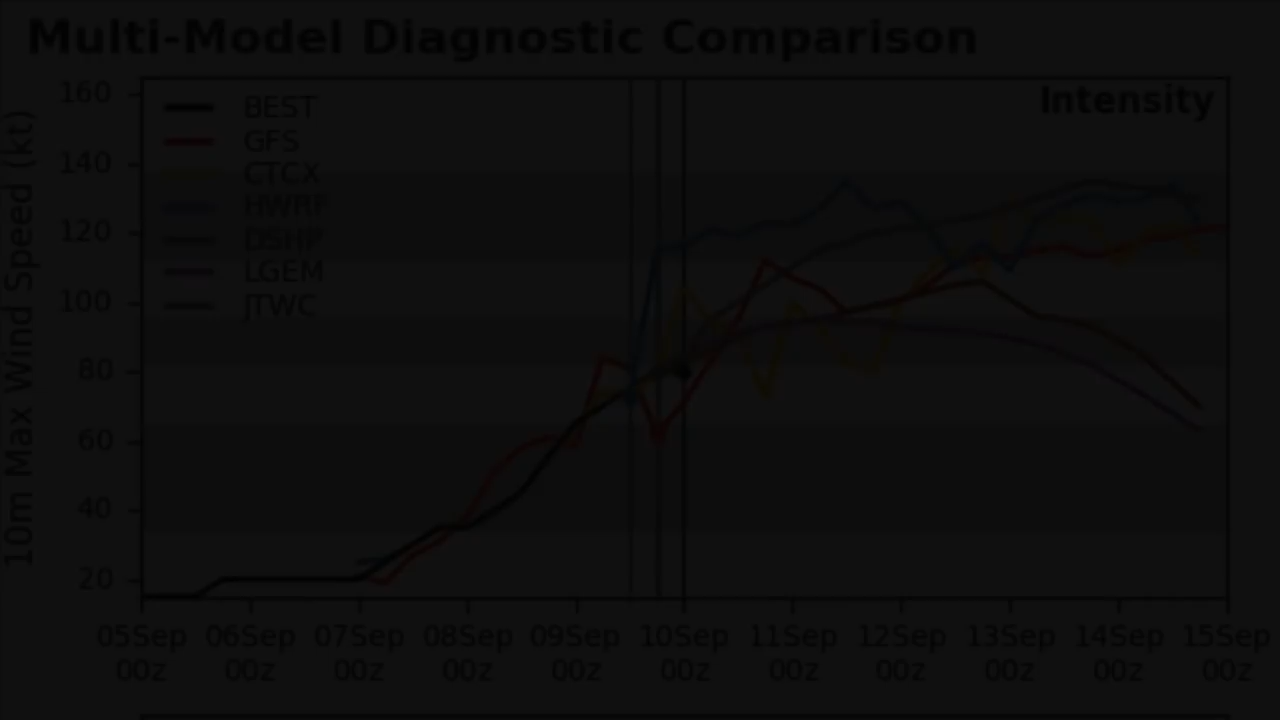 Multi-Model Diagnostic Comparison
Intensity
10m Max Wind Speed (kt)
160
140
120
100
80
60
40
20
BEST
GFS
CTCX
HWRF
DSHP
LGEM
JTWC
05Sep 06Sep 07Sep 08Sep 09Sep 10Sep 11Sep 12Sep 13Sep 14Sep 15Sep
00z 00z 00z 00z 00z 00z 00z 00z 00z 00z 00z